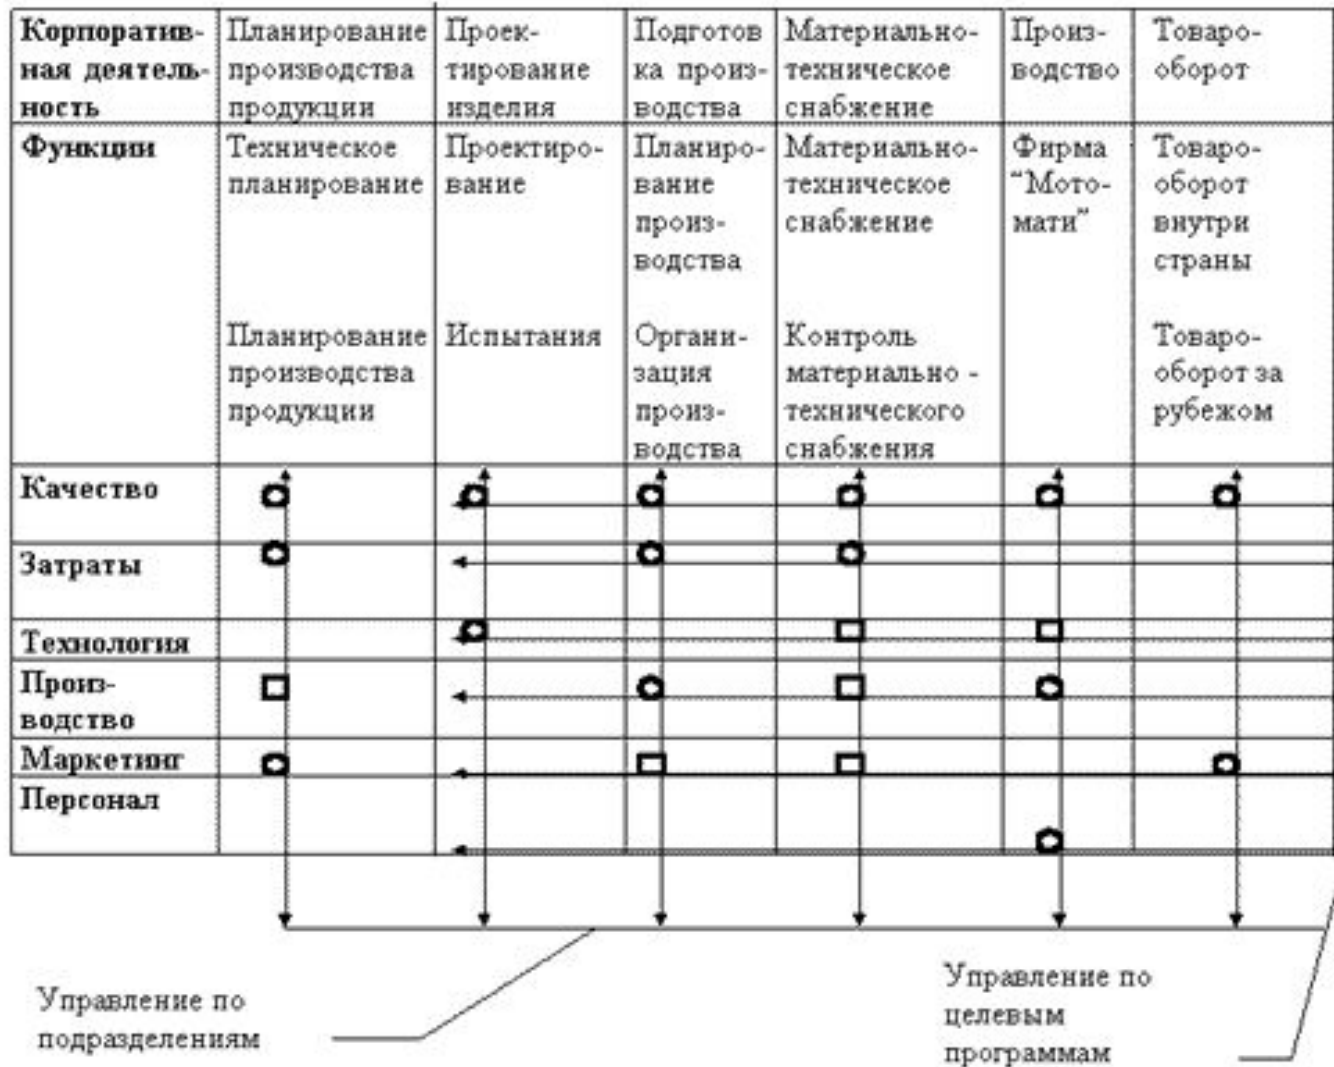 Корпоратив-
ная деятель-
ность
Планирование
производства
продукции
Проек-
тирование
изделия
Подготов
ка произ-
водства
Материально-
техническое
снабжение
Произ-
водство
Товаро-
оборот
Функции
Техническое
планирование
Планирование
производства
продукции
Проектиро-
вание
Испытания
Планиро-
вание
произ-
водства
Органи-
зация
произ-
водства
Материально-
техническое
снабжение
Контроль
материально -
технического
снабжения
Фирма
“Мото-
мати”
Товаро-
оборот
внутри
страны
Товаро-
оборот за
рубежом
Качество
Затраты
Технология
Произ-
водство
Маркетинг
Персонал
Управление по
подразделениям
Управление по
целевым
программам